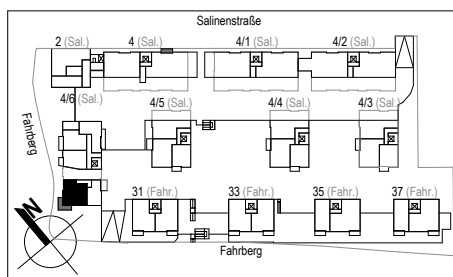 Salinenstraße
2 (Sal.) 4 (Sal.) 4/1 (Sal.) 4/2 (Sal.)
4/6 (Sal.) 4/5 (Sal.) 4/4 (Sal.) 4/3 (Sal.)
Fahrberg
31 (Fahr.) 33 (Fahr.) 35 (Fahr.) 37 (Fahr.)
N
Fahrberg